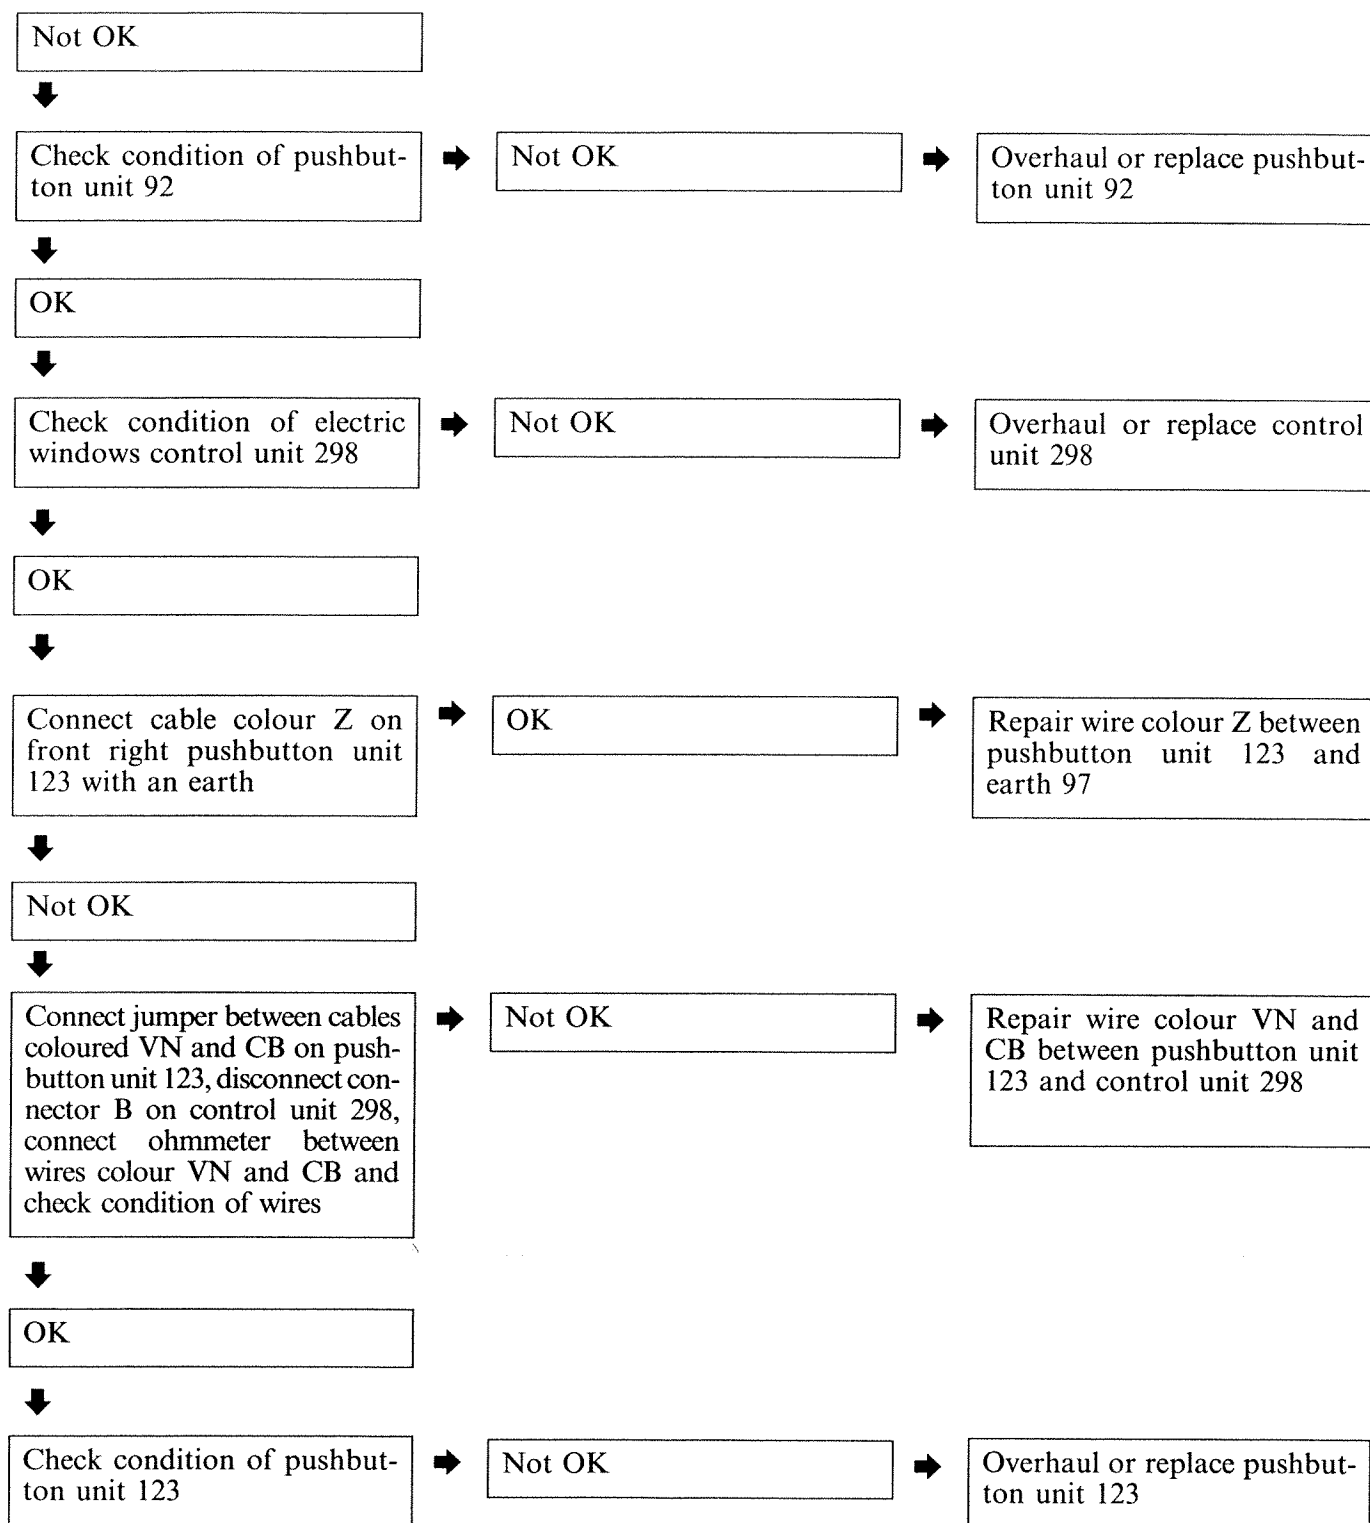 Not OK
Check condition of pushbut-
ton unit 92
Not OK
Overhaul or replace pushbut-
ton unit 92
OK
Check condition of electric
windows control unit 298
Not OK
Overhaul or replace control
unit 298
OK
Connect cable colour Z on
front right pushbutton unit
123 with an earth
OK
Repair wire colour Z between
pushbutton unit 123 and
earth 97
Not OK
Connect jumper between cables
coloured VN and CB on push-
button unit 123, disconnect con-
nector B on control unit 298,
connect ohmmeter between
wires colour VN and CB and
check condition of wires
Not OK
Repair wire colour VN and
CB between pushbutton unit
123 and control unit 298
OK
Check condition of pushbut-
ton unit 123
Not OK
Overhaul or replace pushbut-
ton unit 123